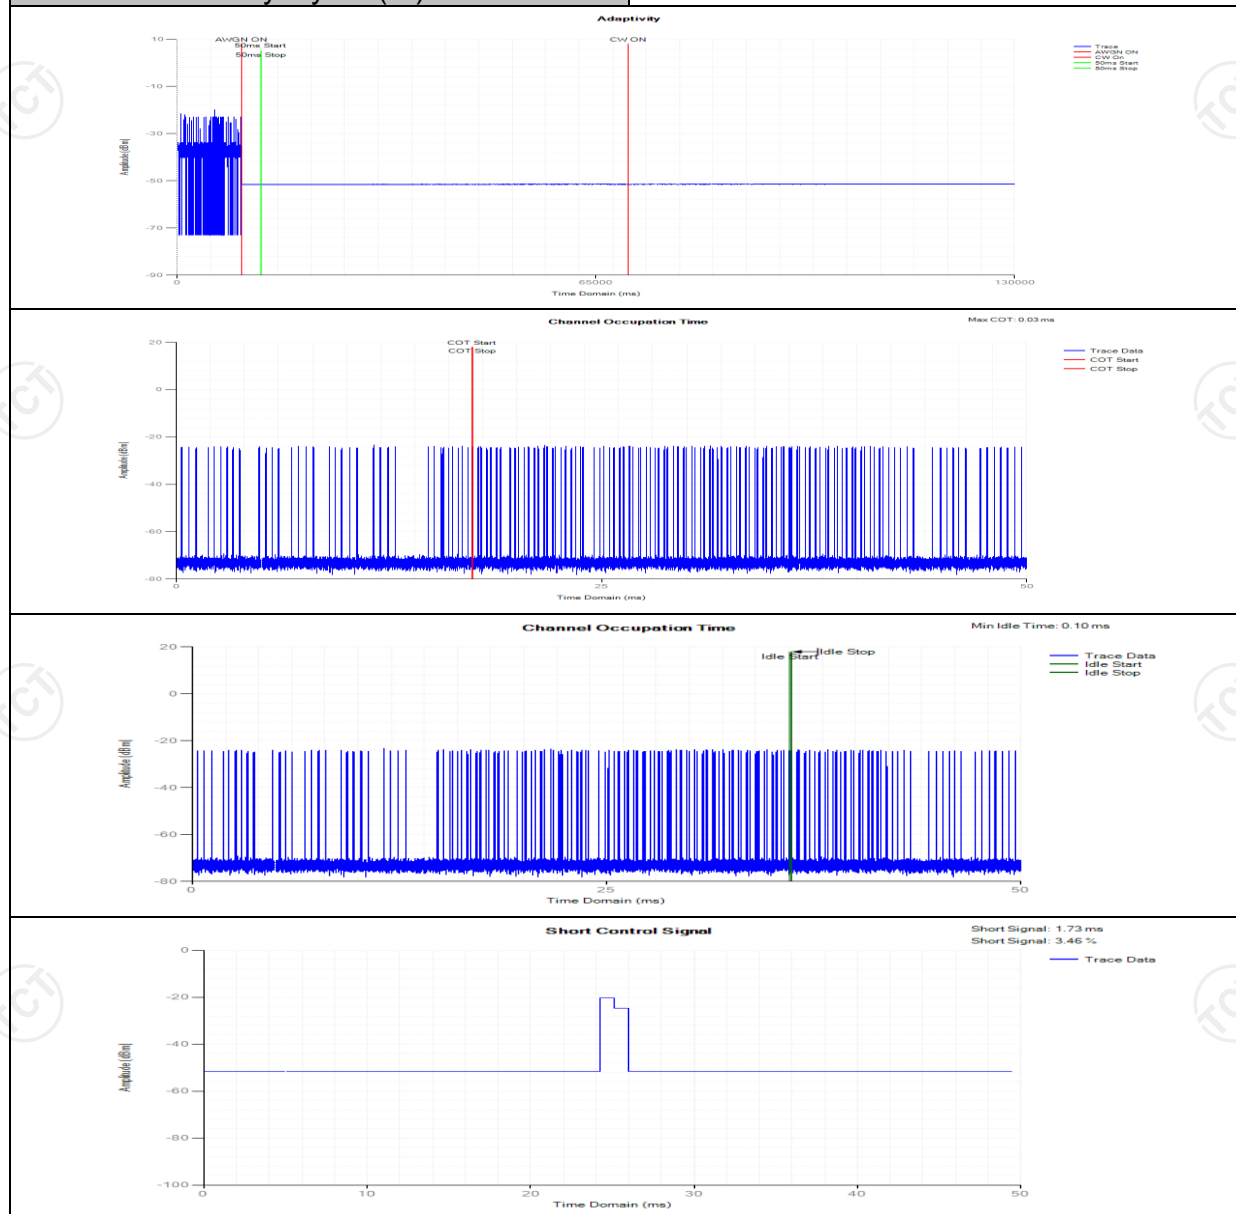 Adaptivity
10
-10
-30
-50
-70
-90
Amplitude (dBm)
AWGN ON
50ms Start
50ms Stop
CW ON
Trace
AWGN ON
CW On
50ms Start
50ms Stop
0
65000
130000
Time Domain (ms)
Channel Occupation Time
Max COT: 0.03 ms
20
0
-20
-40
-60
-80
Amplitude (dBm)
COT Start
COT Stop
Trace Data
COT Start
COT Stop
0
25
50
Time Domain (ms)
Channel Occupation Time
Min Idle Time: 0.10 ms
20
0
-20
-40
-60
-80
Amplitude (dBm)
Idle Start
Idle Stop
Trace Data
Idle Start
Idle Stop
0
25
50
Time Domain (ms)
Short Control Signal
Short Signal: 1.73 ms
Short Signal: 3.46 %
Trace Data
0
-20
-40
-60
-80
-100
Amplitude (dBm)
0
10
20
30
40
50
Time Domain (ms)
TCT
TCT
TCT
TCT